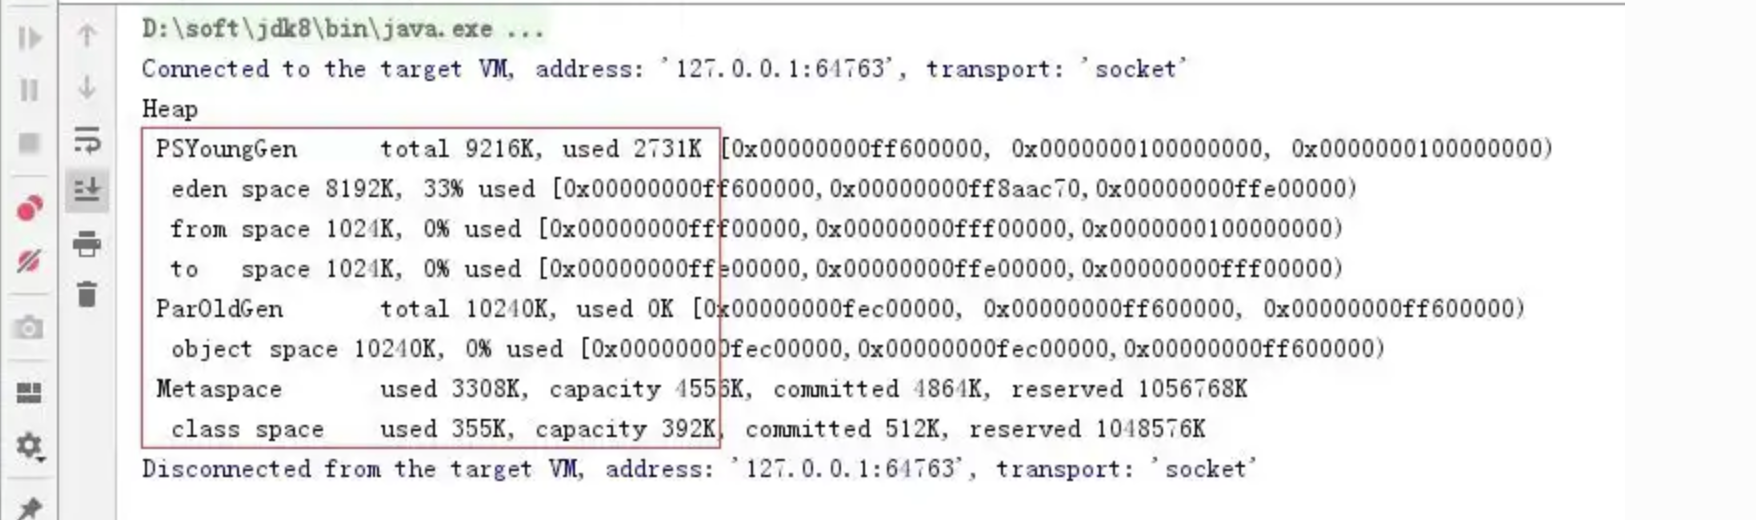 D:\soft\jdk8\bin\java.exe ...
Connected to the target VM, address: '127.0.0.1:64763', transport: 'socket'
Heap
PSYoungGen      total 9216K, used 2731K [0x00000000ff600000, 0x0000000100000000, 0x0000000100000000)
eden space 8192K, 33% used [0x00000000ff600000,0x00000000ff8aac70,0x00000000ffe00000)
from space 1024K, 0% used [0x00000000fff00000,0x00000000fff00000,0x0000000100000000)
to   space 1024K, 0% used [0x00000000ffe00000,0x00000000ffe00000,0x00000000fff00000)
ParOldGen       total 10240K, used 0K [0x00000000fec00000, 0x00000000ff600000, 0x00000000ff600000)
object space 10240K, 0% used [0x00000000fec00000,0x00000000fec00000,0x00000000ff600000)
Metaspace       used 3308K, capacity 4556K, committed 4864K, reserved 1056768K
class space    used 355K, capacity 392K, committed 512K, reserved 1048576K
Disconnected from the target VM, address: '127.0.0.1:64763', transport: 'socket'